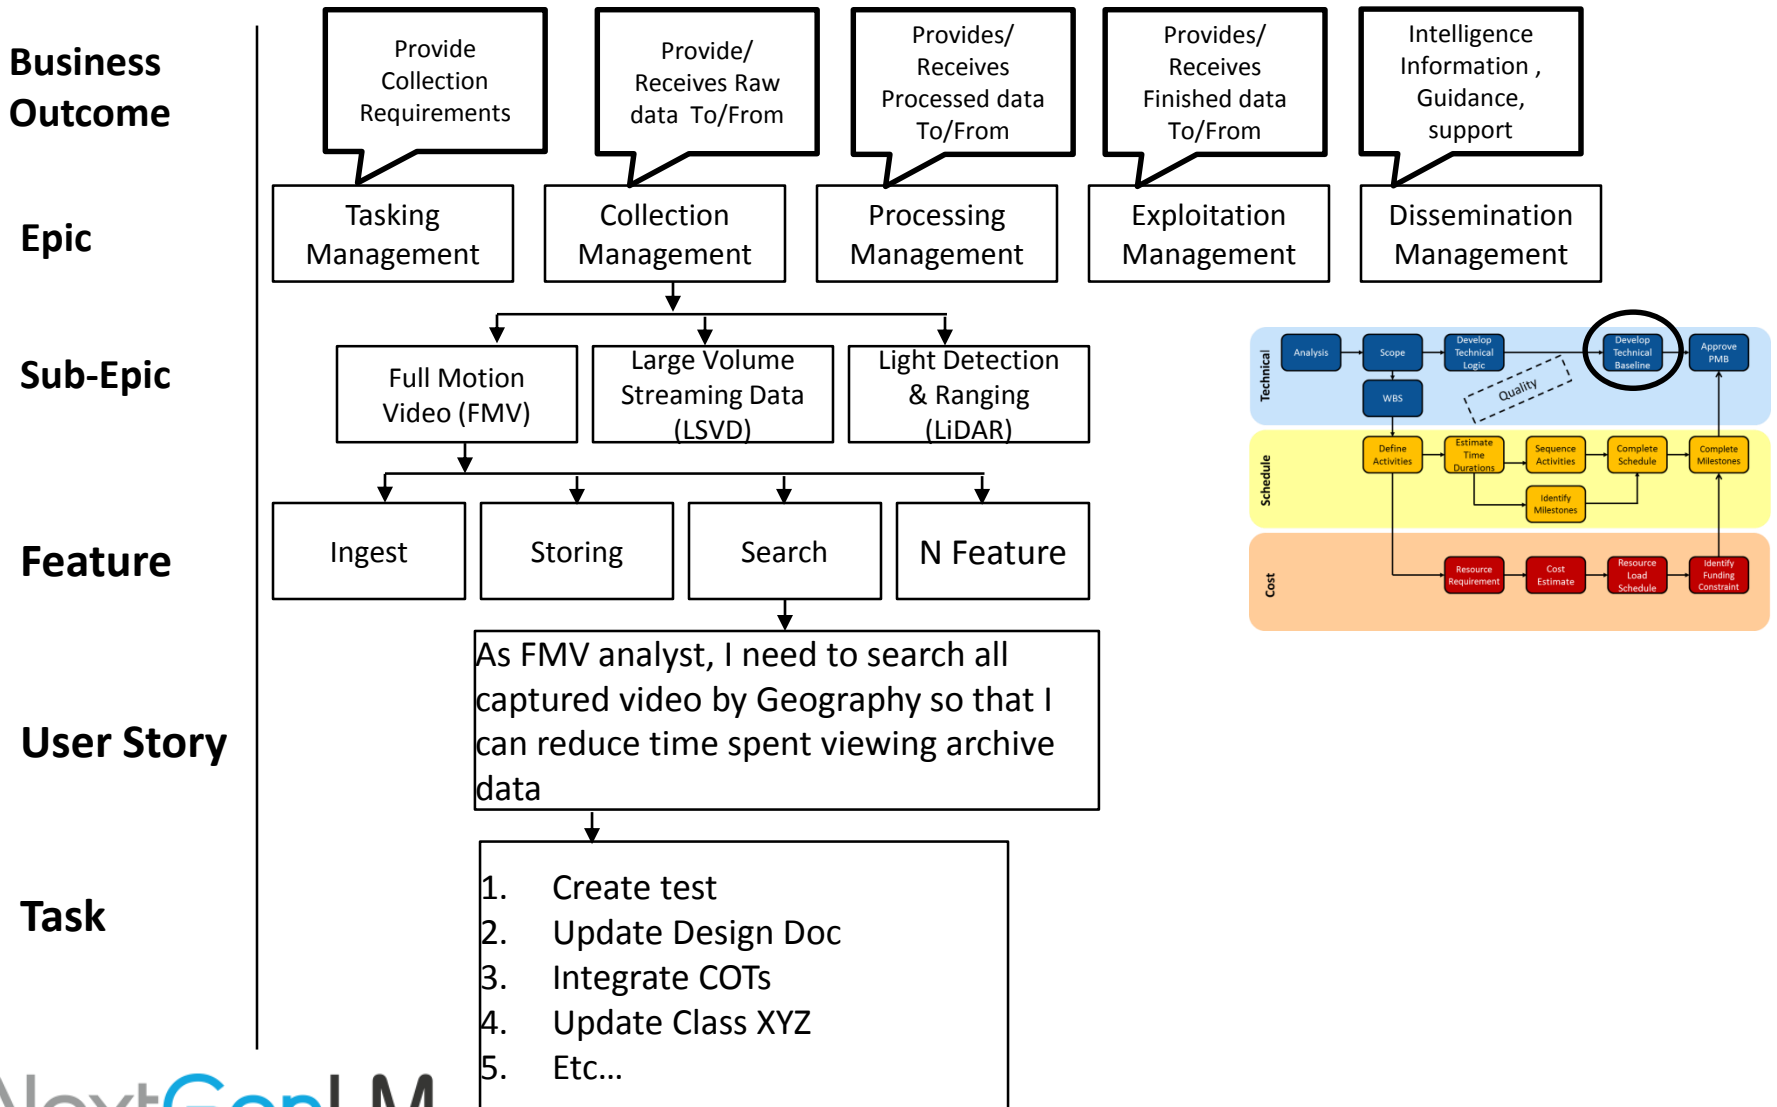 Business
Outcome
Provide
Collection
Requirements
Provide/
Receives Raw
data To/From
Provides/
Receives
Processed data
To/From
Provides/
Receives
Finished data
To/From
Intelligence
Information ,
Guidance,
support
Epic
Tasking
Management
Collection
Management
Processing
Management
Exploitation
Management
Dissemination
Management
Sub-Epic
Full Motion
Video (FMV)
Large Volume
Streaming Data
(LSVD)
Light Detection
& Ranging
(LiDAR)
Feature
Ingest
Storing
Search
N Feature
User Story
As FMV analyst, I need to search all
captured video by Geography so that I
can reduce time spent viewing archive
data
Task
1. Create test
2. Update Design Doc
3. Integrate COTs
4. Update Class XYZ
5. Etc...
Technical
Analysis
Scope
Develop
Technical
Logic
Develop
Technical
Baseline
Approve
PMB
WBS
Quality
Schedule
Define
Activities
Estimate
Time
Durations
Sequence
Activities
Complete
Schedule
Complete
Milestones
Identify
Milestones
Cost
Resource
Requirement
Cost
Estimate
Resource
Load
Schedule
Identify
Funding
Constraint
NextGenLM